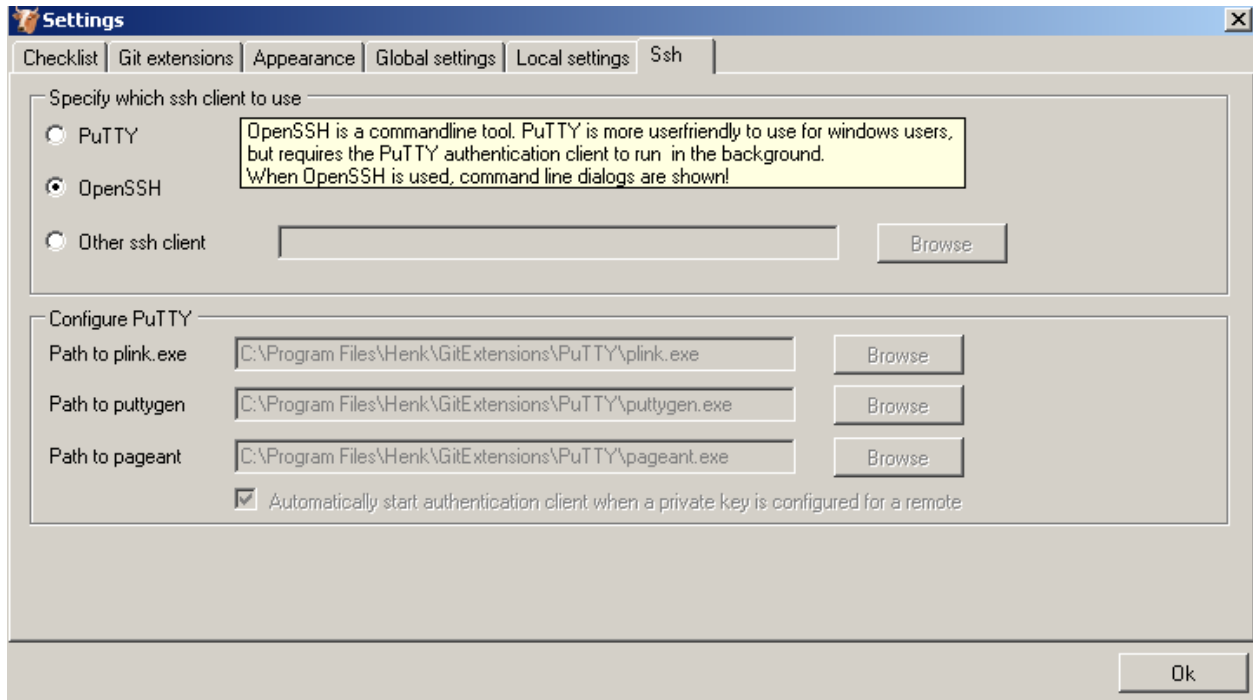 Settings
Checklist Git extensions Appearance Global settings Local settings Ssh
Specify which ssh client to use
PuTTY
OpenSSH is a commandline tool. PuTTY is more userfriendly to use for windows users,
but requires the PuTTY authentication client to run in the background.
When OpenSSH is used, command line dialogs are shown!
OpenSSH
Other ssh client Browse
Configure PuTTY
Path to plink.exe C:\Program Files\Henk\GitExtensions\PuTTY\plink.exe Browse
Path to puttygen C:\Program Files\Henk\GitExtensions\PuTTY\puttygen.exe Browse
Path to pageant C:\Program Files\Henk\GitExtensions\PuTTY\pageant.exe Browse
Automatically start authentication client when a private key is configured for a remote
Ok